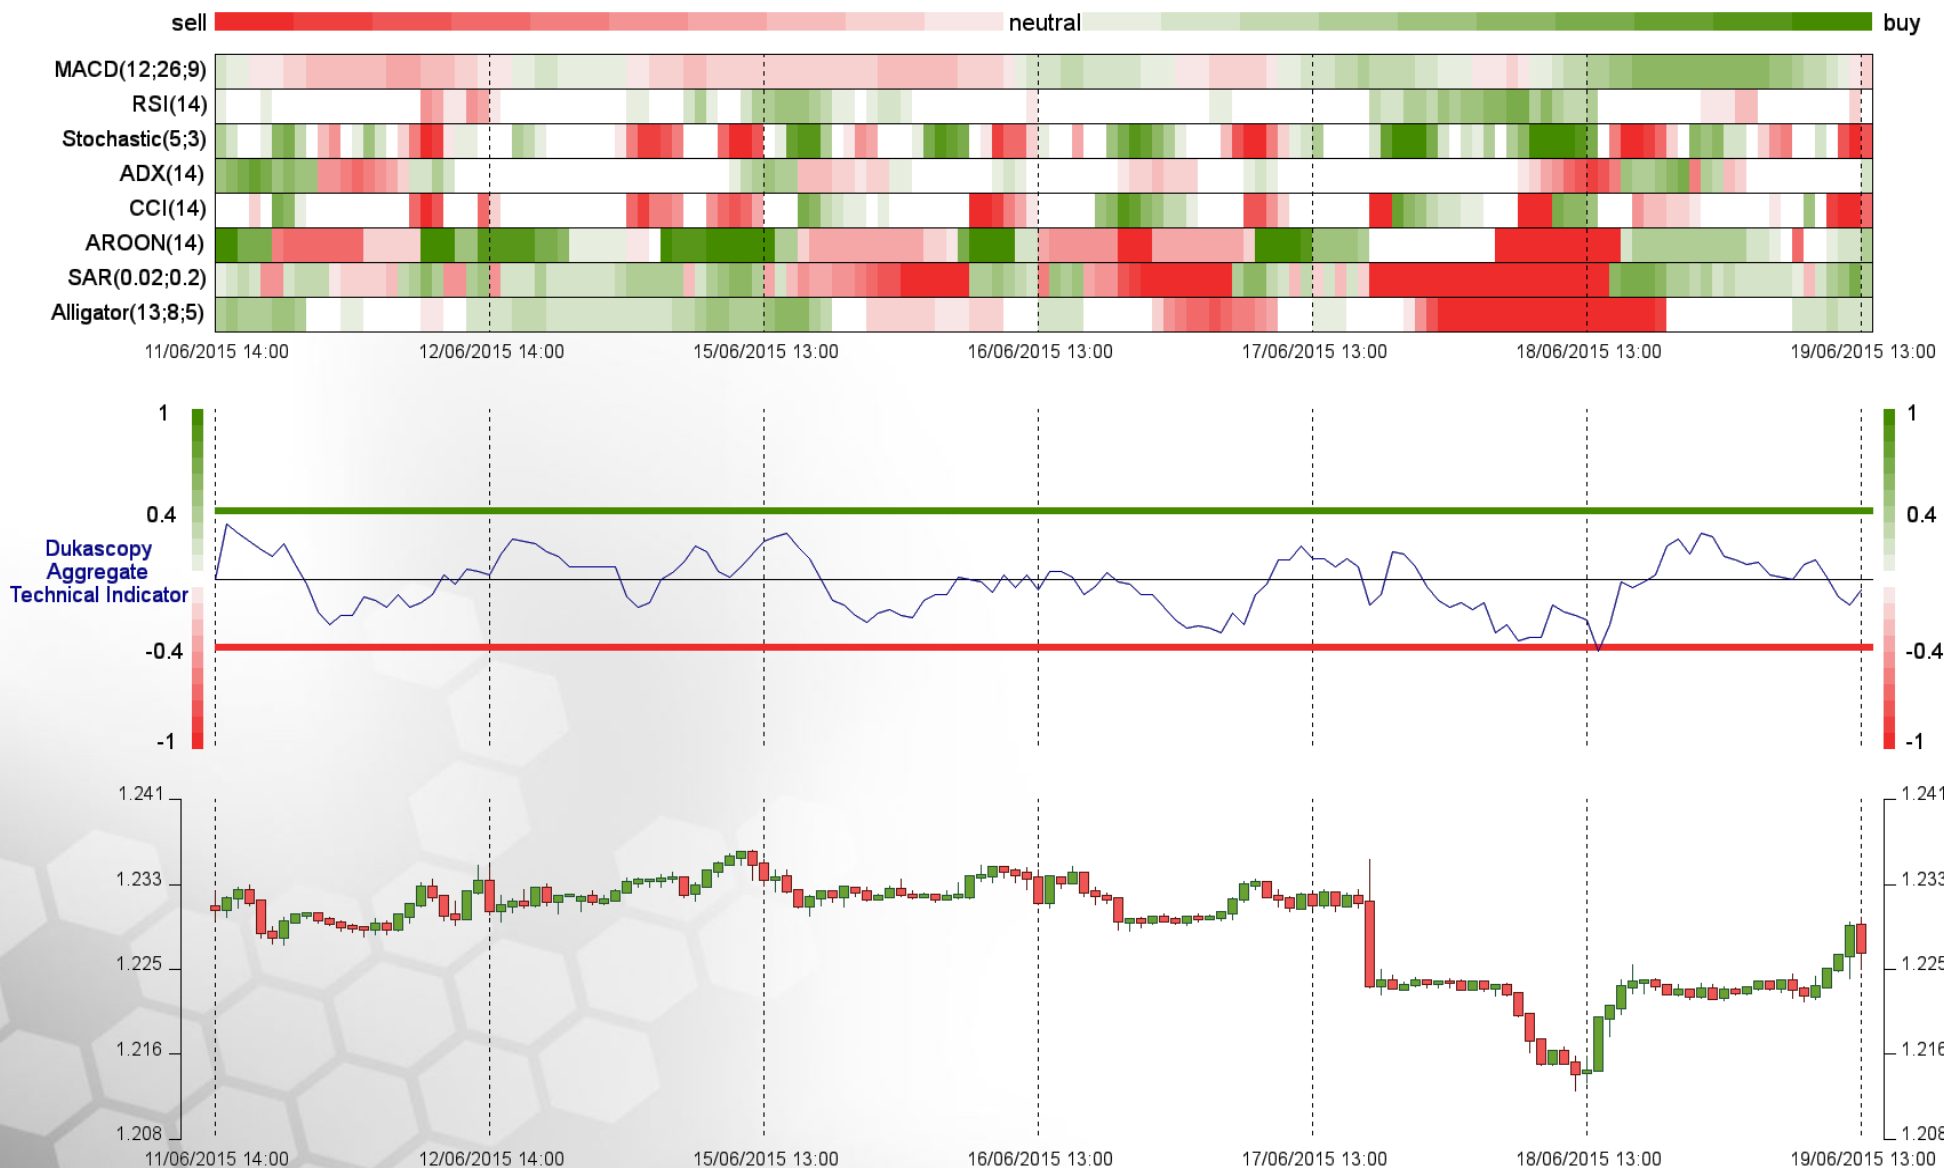 sell neutral buy
MACD(12;26;9)
RSI(14)
Stochastic(5;3)
ADX(14)
CCI(14)
AROON(14)
SAR(0.02;0.2)
Alligator(13;8;5)
11/06/2015 14:00 12/06/2015 14:00 15/06/2015 13:00 16/06/2015 13:00 17/06/2015 13:00 18/06/2015 13:00 19/06/2015 13:00
1 1
0.4 0.4
Dukascopy
Aggregate
Technical Indicator
-0.4 -0.4
-1 -1
1.241 1.241
1.233 1.233
1.225 1.225
1.216 1.216
1.208 1.208
11/06/2015 14:00 12/06/2015 14:00 15/06/2015 13:00 16/06/2015 13:00 17/06/2015 13:00 18/06/2015 13:00 19/06/2015 13:00